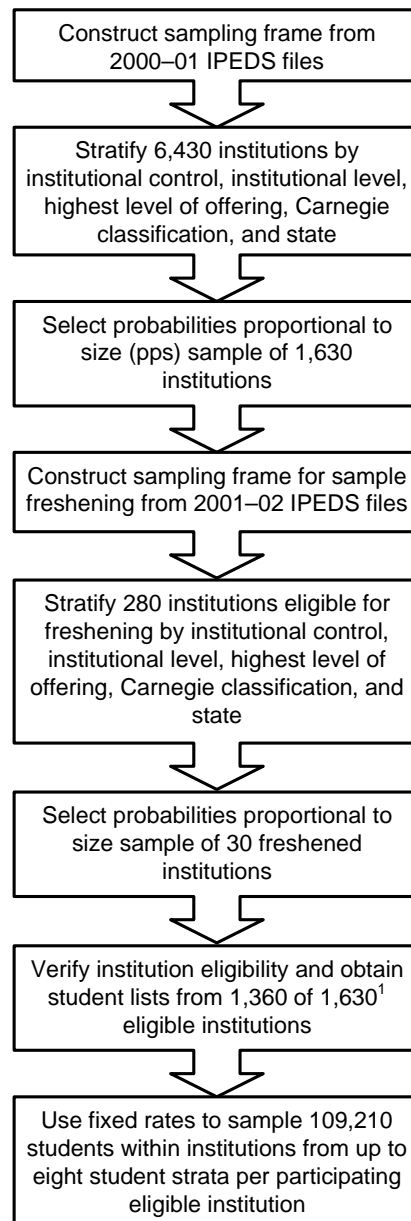 Construct sampling frame from
2000–01 IPEDS files
Stratify 6,430 institutions by
institutional control, institutional level,
highest level of offering, Carnegie
classification, and state
Select probabilities proportional to
size (pps) sample of 1,630
institutions
Construct sampling frame for sample
freshening from 2001–02 IPEDS files
Stratify 280 institutions eligible for
freshening by institutional control,
institutional level, highest level of
offering, Carnegie classification, and
state
Select probabilities proportional to
size sample of 30 freshened
institutions
Verify institution eligibility and obtain
student lists from 1,360 of 1,630¹
eligible institutions
Use fixed rates to sample 109,210
students within institutions from up to
eight student strata per participating
eligible institution